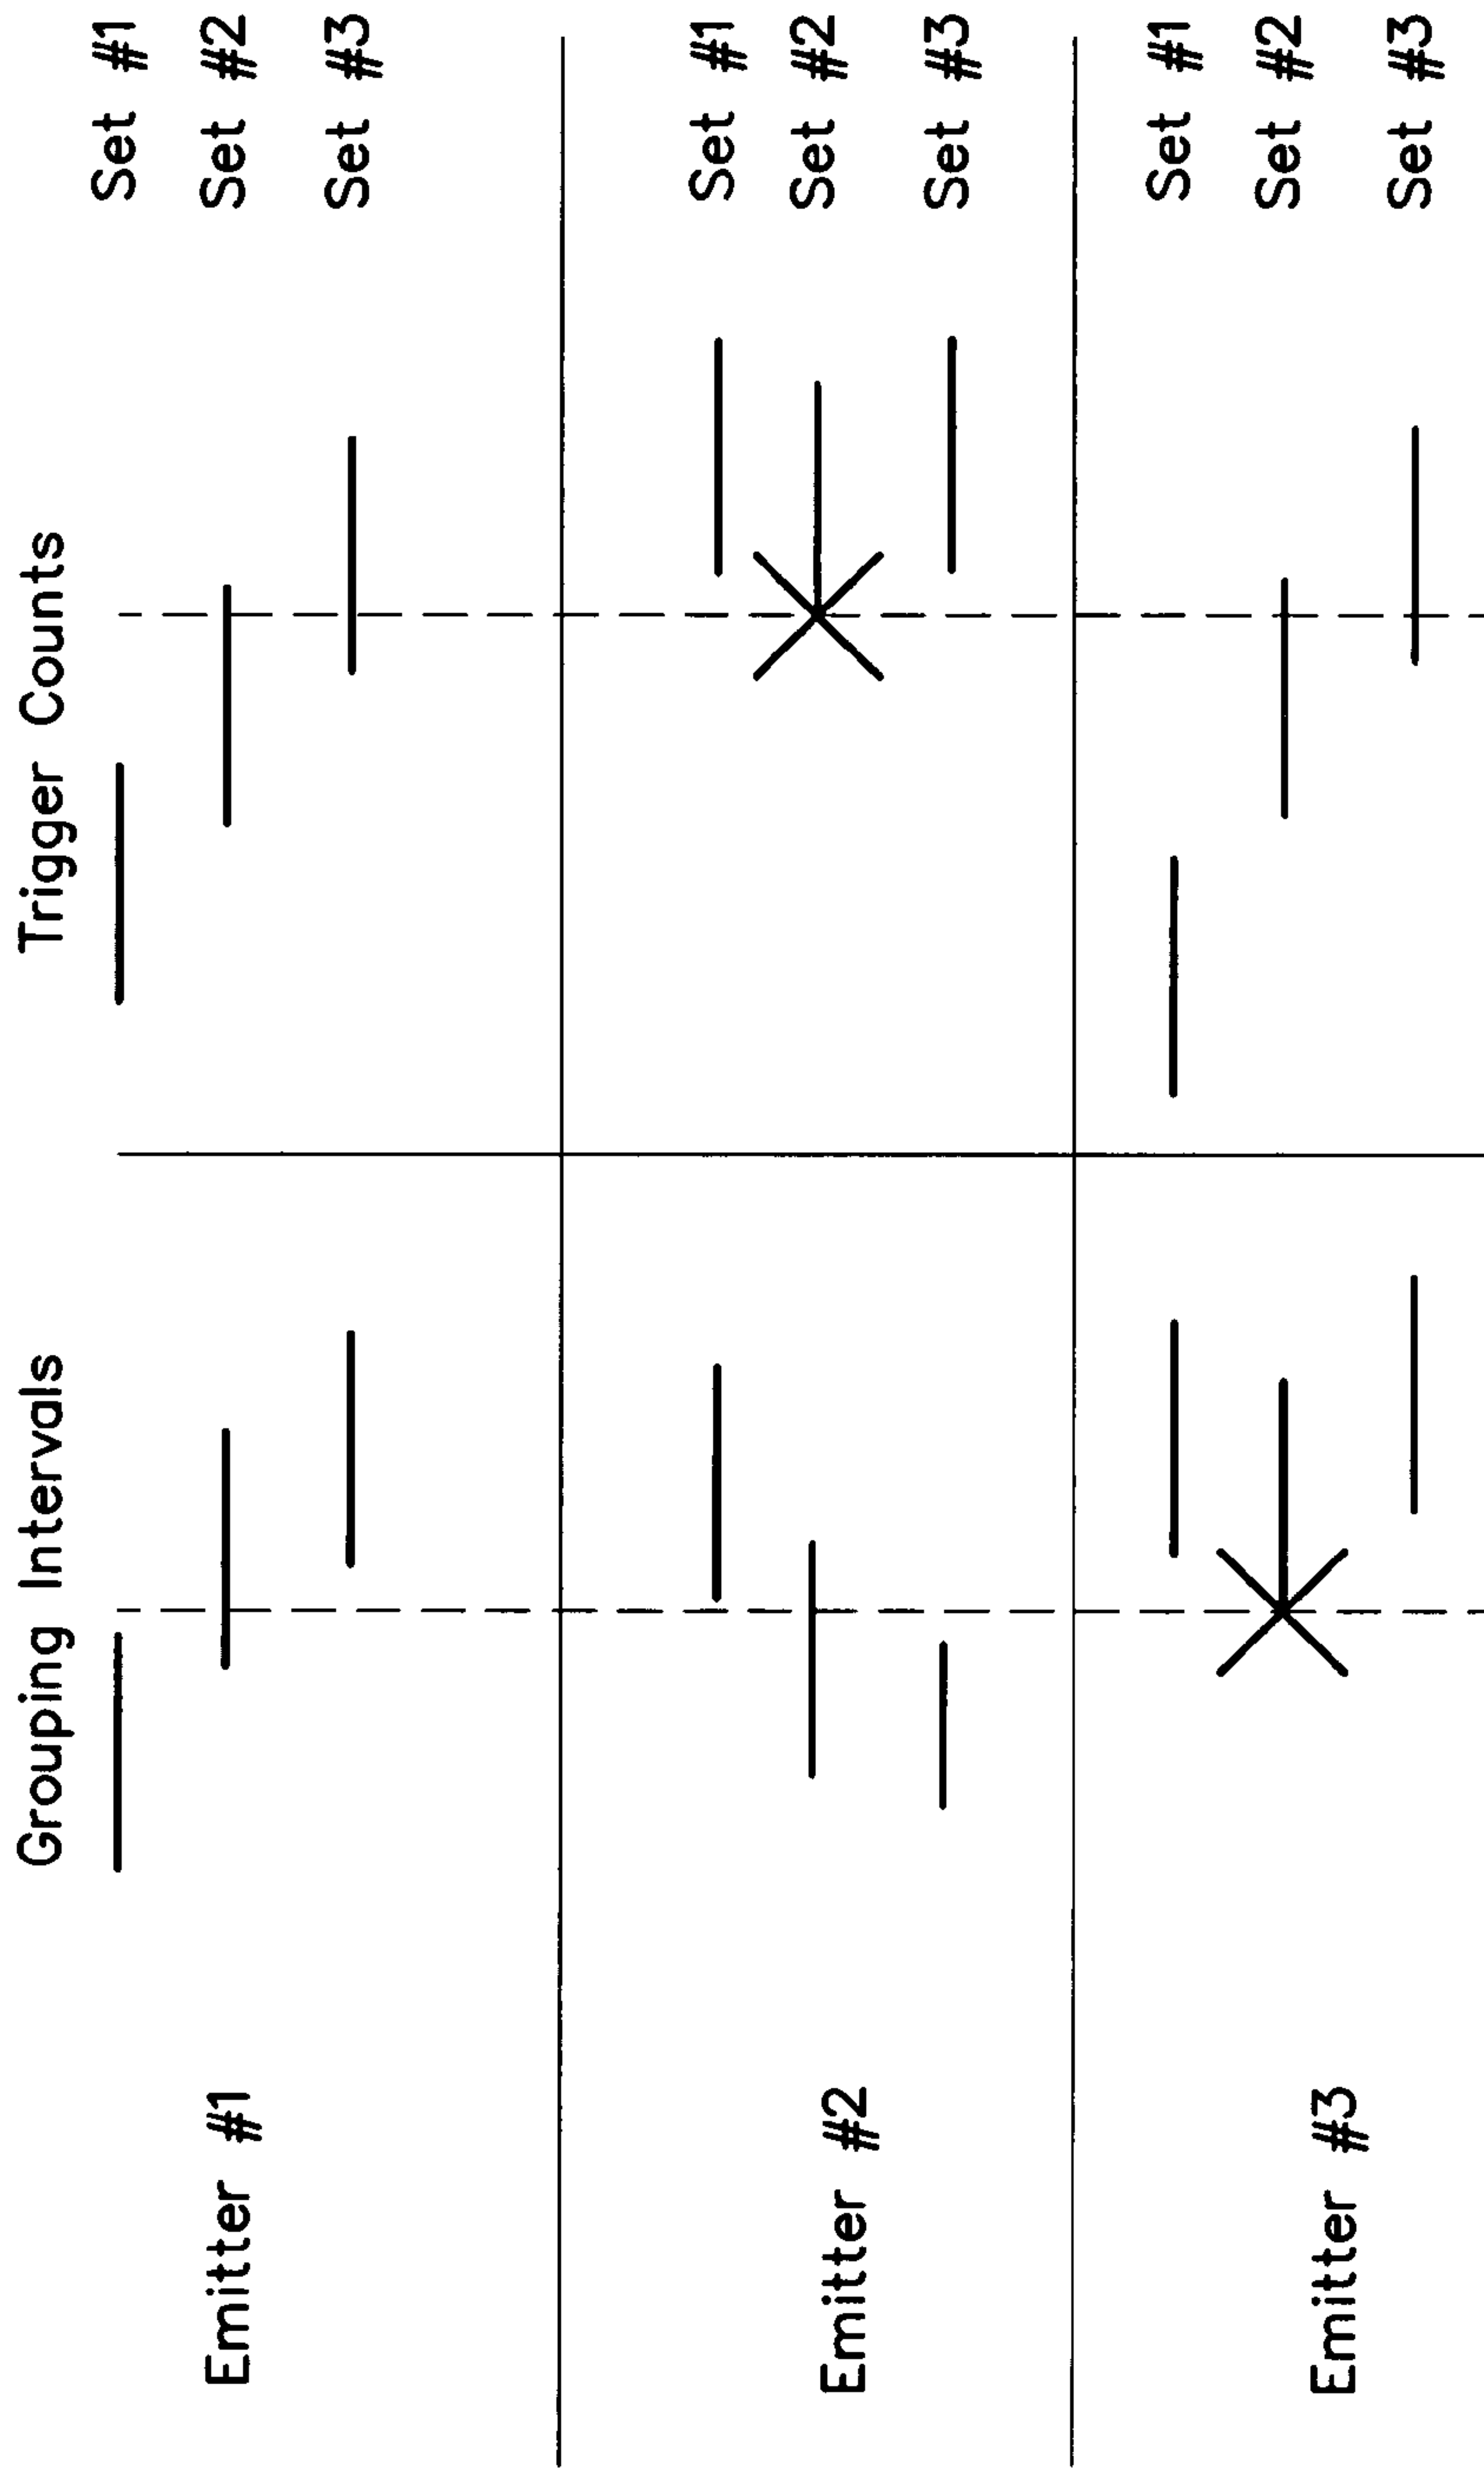 Grouping Intervals
Trigger Counts
Emitter #1
Set #1
Set #2
Set #3
Emitter #2
Set #1
Set #2
Set #3
Emitter #3
Set #1
Set #2
Set #3